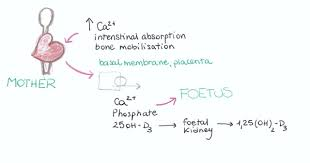 ↑ Ca²⁺
intenstinal absorption
bone mobilisation
MOTHER
basal membrane, placenta
FOETUS
Ca²⁺
Phosphate
25OH-D₃ → foetal kidney → 1,25(OH)₂-D₃